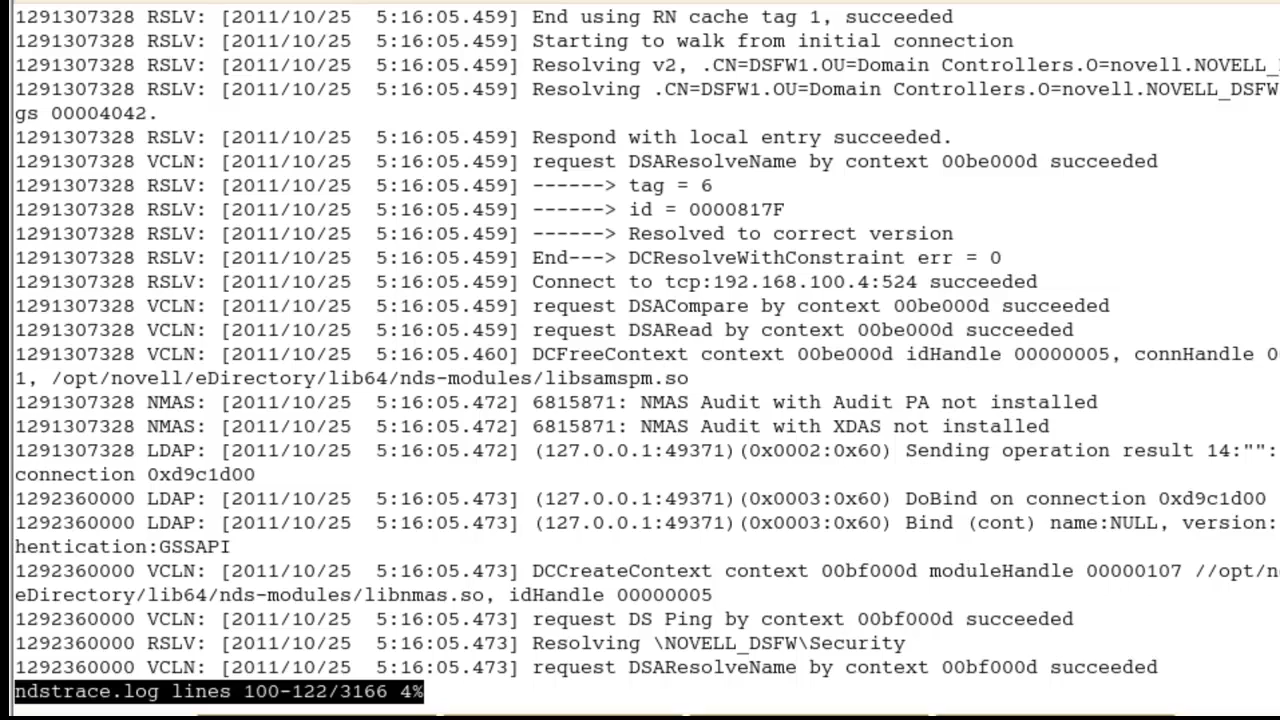 1291307328 RSLV: [2011/10/25  5:16:05.459] End using RN cache tag 1, succeeded
1291307328 RSLV: [2011/10/25  5:16:05.459] Starting to walk from initial connection
1291307328 RSLV: [2011/10/25  5:16:05.459] Resolving v2, .CN=DSFW1.OU=Domain Controllers.O=novell.NOVELL_
1291307328 RSLV: [2011/10/25  5:16:05.459] Resolving .CN=DSFW1.OU=Domain Controllers.O=novell.NOVELL_DSFW
gs 00004042.
1291307328 RSLV: [2011/10/25  5:16:05.459] Respond with local entry succeeded.
1291307328 VCLN: [2011/10/25  5:16:05.459] request DSAResolveName by context 00be000d succeeded
1291307328 RSLV: [2011/10/25  5:16:05.459] ------> tag = 6
1291307328 RSLV: [2011/10/25  5:16:05.459] ------> id = 0000817F
1291307328 RSLV: [2011/10/25  5:16:05.459] ------> Resolved to correct version
1291307328 RSLV: [2011/10/25  5:16:05.459] End---> DCResolveWithConstraint err = 0
1291307328 RSLV: [2011/10/25  5:16:05.459] Connect to tcp:192.168.100.4:524 succeeded
1291307328 VCLN: [2011/10/25  5:16:05.459] request DSACompare by context 00be000d succeeded
1291307328 VCLN: [2011/10/25  5:16:05.459] request DSARead by context 00be000d succeeded
1291307328 VCLN: [2011/10/25  5:16:05.460] DCFreeContext context 00be000d idHandle 00000005, connHandle 0
1, /opt/novell/eDirectory/lib64/nds-modules/libsamspm.so
1291307328 NMAS: [2011/10/25  5:16:05.472] 6815871: NMAS Audit with Audit PA not installed
1291307328 NMAS: [2011/10/25  5:16:05.472] 6815871: NMAS Audit with XDAS not installed
1291307328 LDAP: [2011/10/25  5:16:05.472] (127.0.0.1:49371)(0x0002:0x60) Sending operation result 14:"":
connection 0xd9c1d00
1292360000 LDAP: [2011/10/25  5:16:05.473] (127.0.0.1:49371)(0x0003:0x60) DoBind on connection 0xd9c1d00
1292360000 LDAP: [2011/10/25  5:16:05.473] (127.0.0.1:49371)(0x0003:0x60) Bind (cont) name:NULL, version:
hentication:GSSAPI
1292360000 VCLN: [2011/10/25  5:16:05.473] DCCreateContext context 00bf000d moduleHandle 00000107 //opt/n
eDirectory/lib64/nds-modules/libnmas.so, idHandle 00000005
1292360000 VCLN: [2011/10/25  5:16:05.473] request DS Ping by context 00bf000d succeeded
1292360000 RSLV: [2011/10/25  5:16:05.473] Resolving \NOVELL_DSFW\Security
1292360000 VCLN: [2011/10/25  5:16:05.473] request DSAResolveName by context 00bf000d succeeded
ndstrace.log lines 100-122/3166 4%